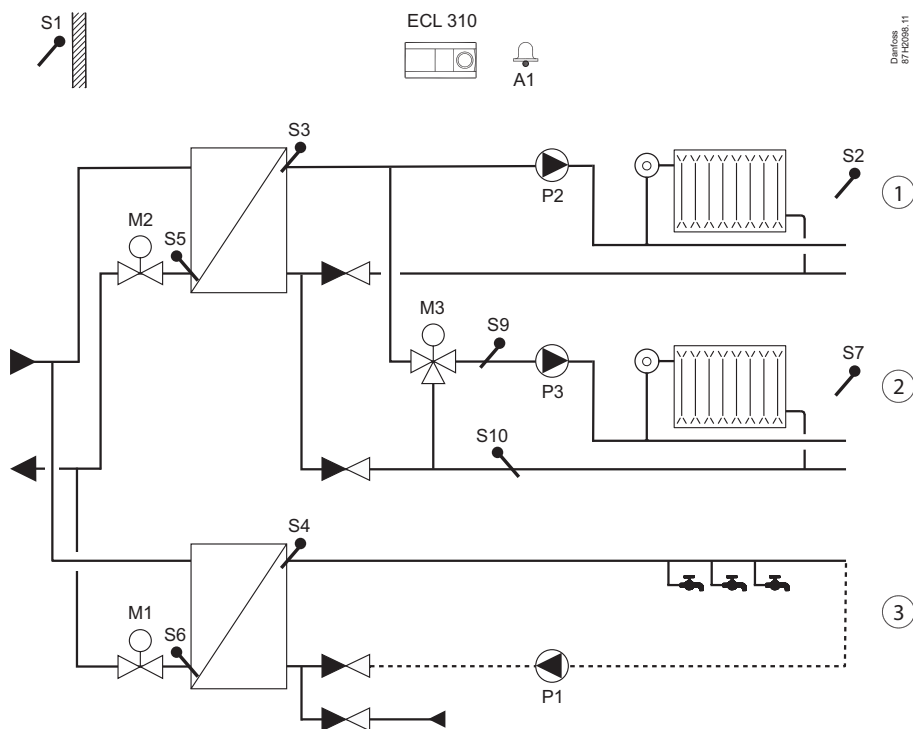 S1
ECL 310
A1
Danfoss
87H2098.11
S3
P2
S2
1
M2
S5
M3
S9
P3
S7
2
S10
S4
3
M1
S6
P1